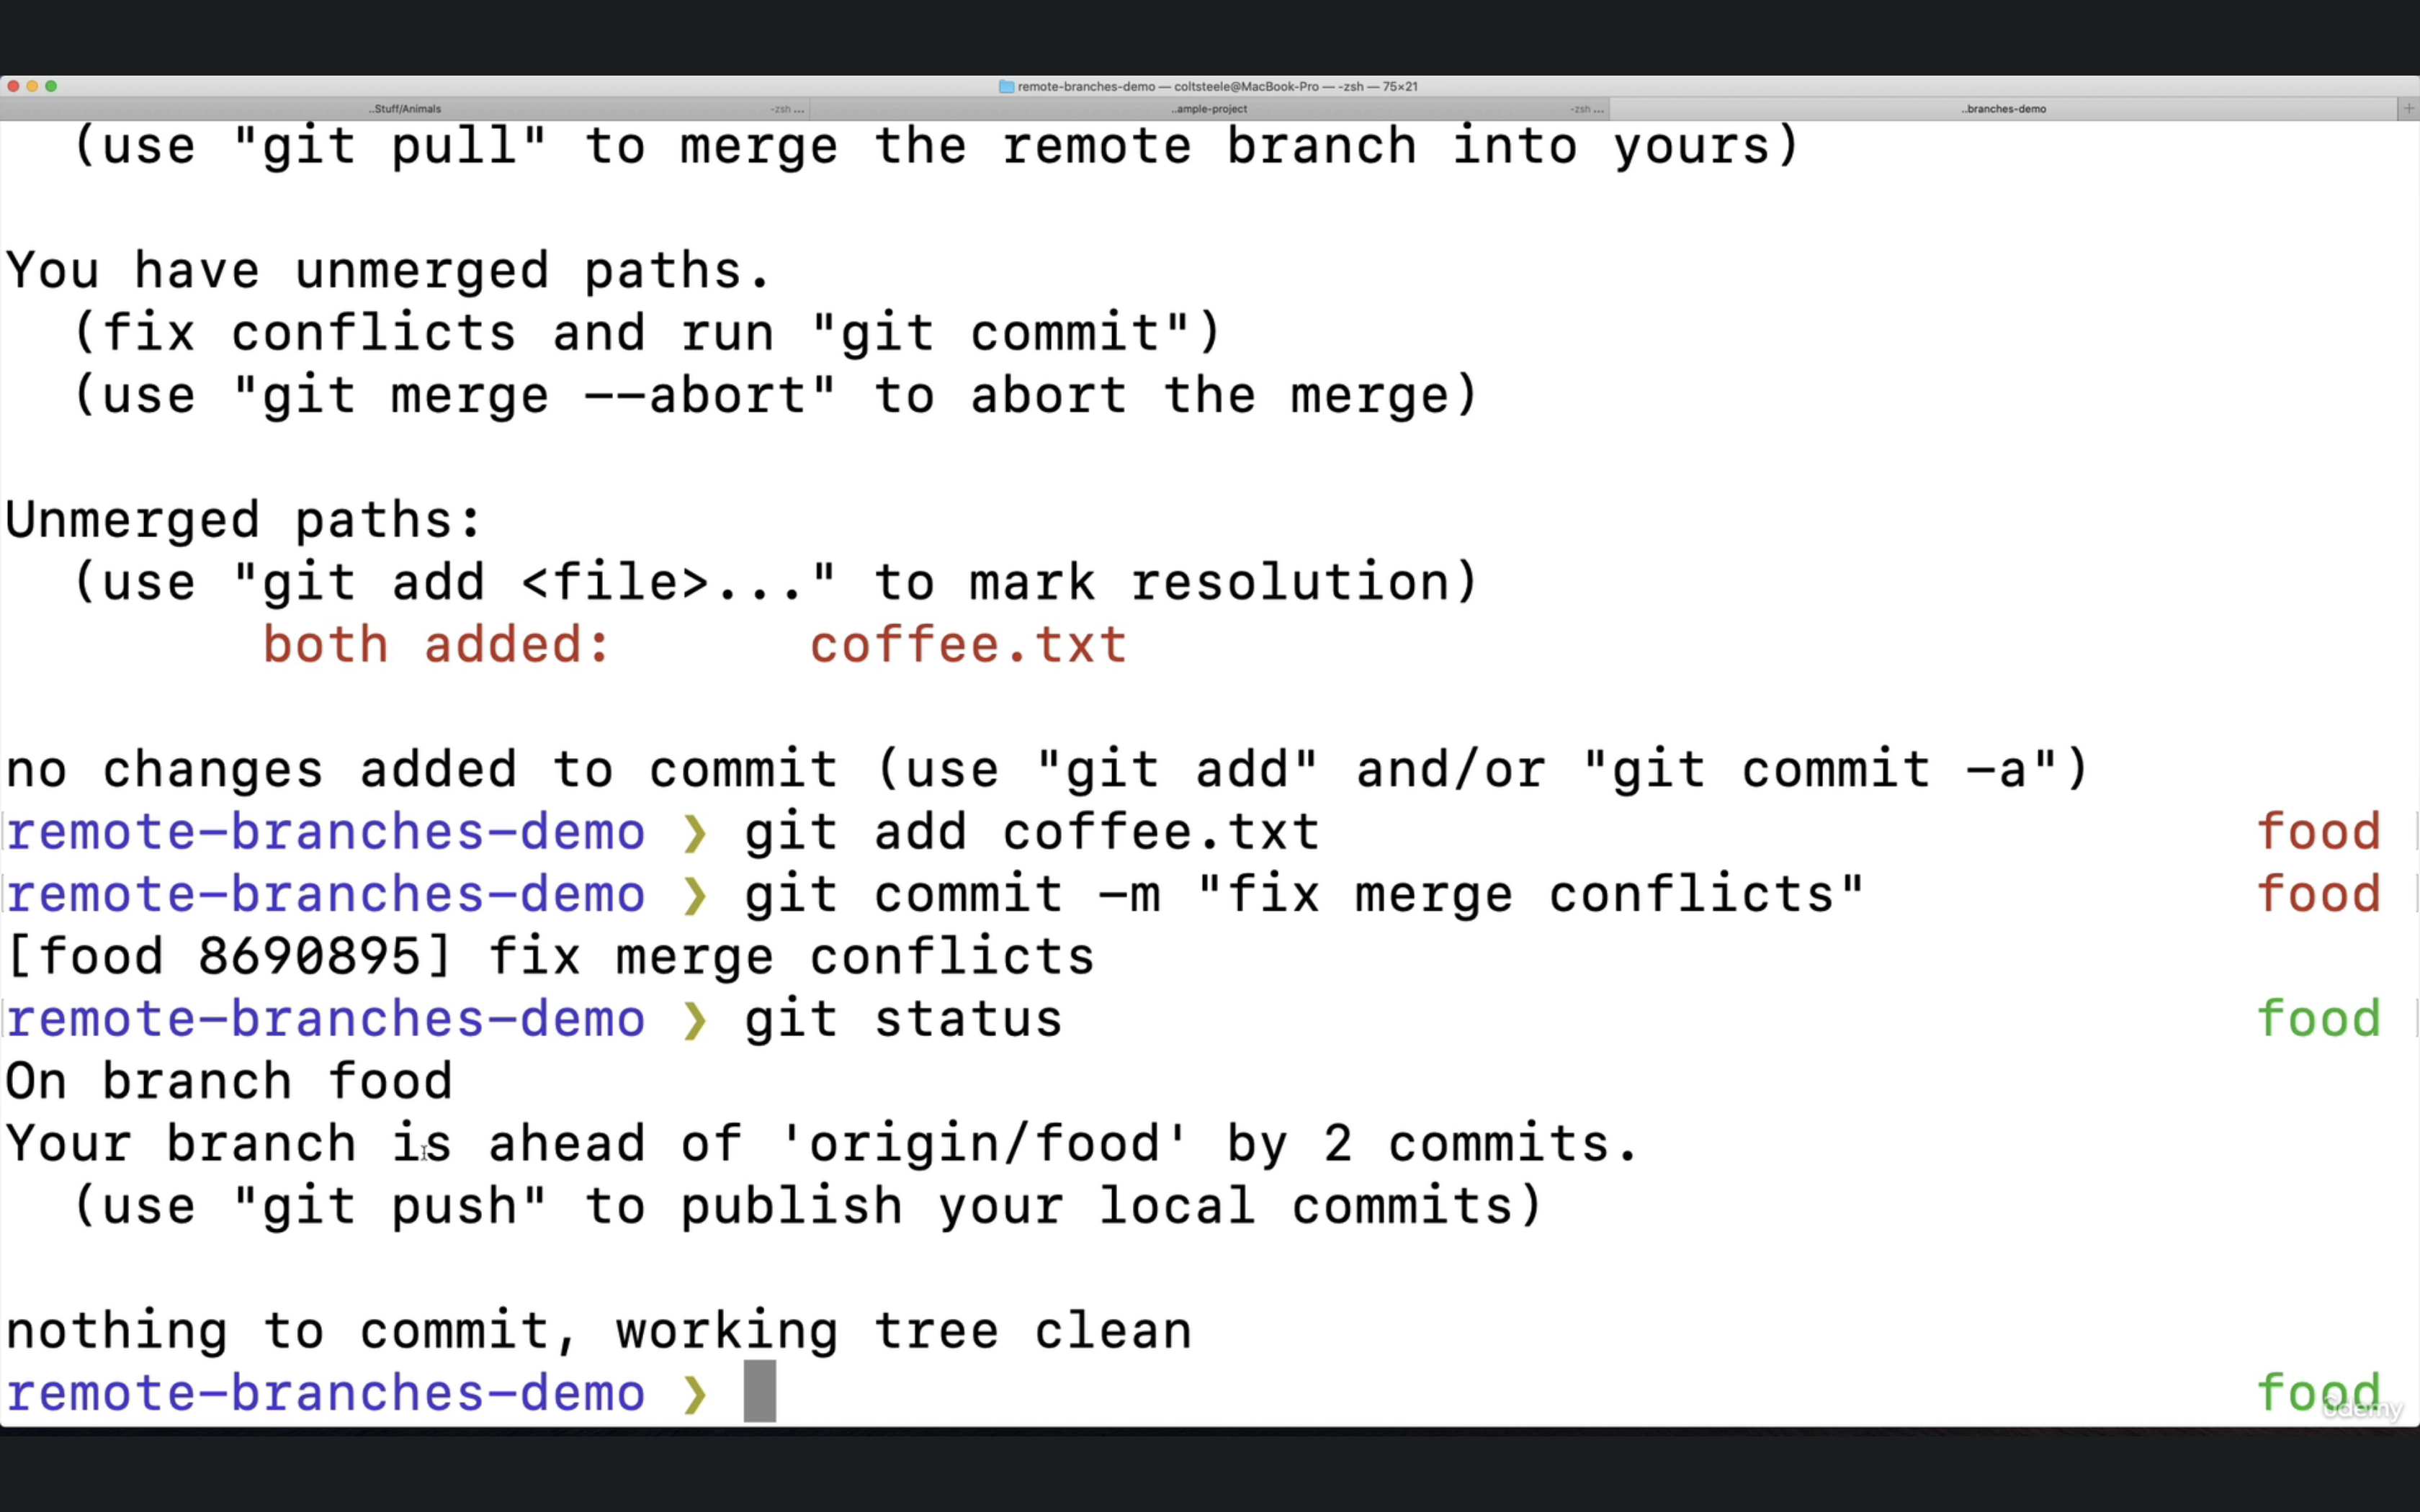 remote-branches-demo — coltsteele@MacBook-Pro — -zsh — 75×21
..Stuff/Animals -zsh ... ..ample-project -zsh ... ..branches-demo +
(use "git pull" to merge the remote branch into yours)
You have unmerged paths.
(fix conflicts and run "git commit")
(use "git merge --abort" to abort the merge)
Unmerged paths:
(use "git add <file>..." to mark resolution)
both added: coffee.txt
no changes added to commit (use "git add" and/or "git commit -a")
remote-branches-demo ❯ git add coffee.txt food
remote-branches-demo ❯ git commit -m "fix merge conflicts" food
[food 8690895] fix merge conflicts
remote-branches-demo ❯ git status food
On branch food
Your branch is ahead of 'origin/food' by 2 commits.
(use "git push" to publish your local commits)
nothing to commit, working tree clean
remote-branches-demo ❯ food
ûdemy